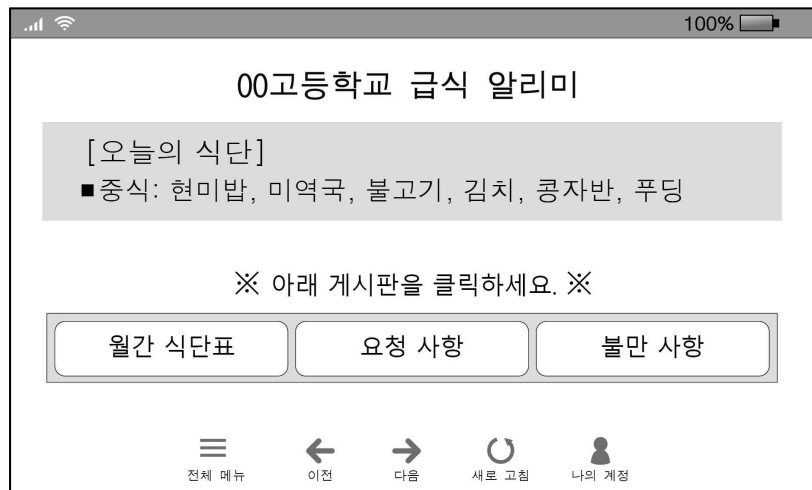 100%
00고등학교 급식 알리미
[오늘의 식단]
■중식: 현미밥, 미역국, 불고기, 김치, 콩자반, 푸딩
※ 아래 게시판을 클릭하세요. ※
월간 식단표 요청 사항 불만 사항
전체 메뉴 이전 다음 새로 고침 나의 계정